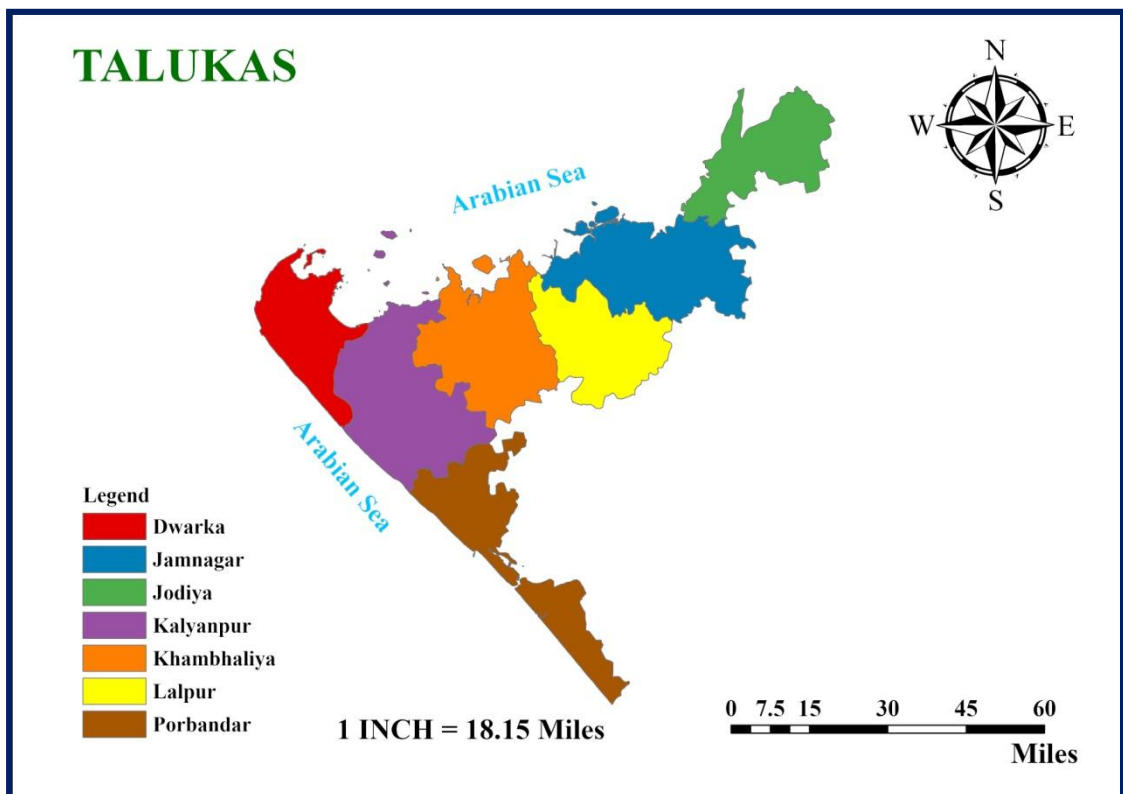 TALUKAS
N
W E
S
Arabian Sea
Arabian Sea
Legend
Dwarka
Jamnagar
Jodiya
Kalyanpur
Khambhaliya
Lalpur
Porbandar
1 INCH = 18.15 Miles
0 7.5 15 30 45 60
Miles